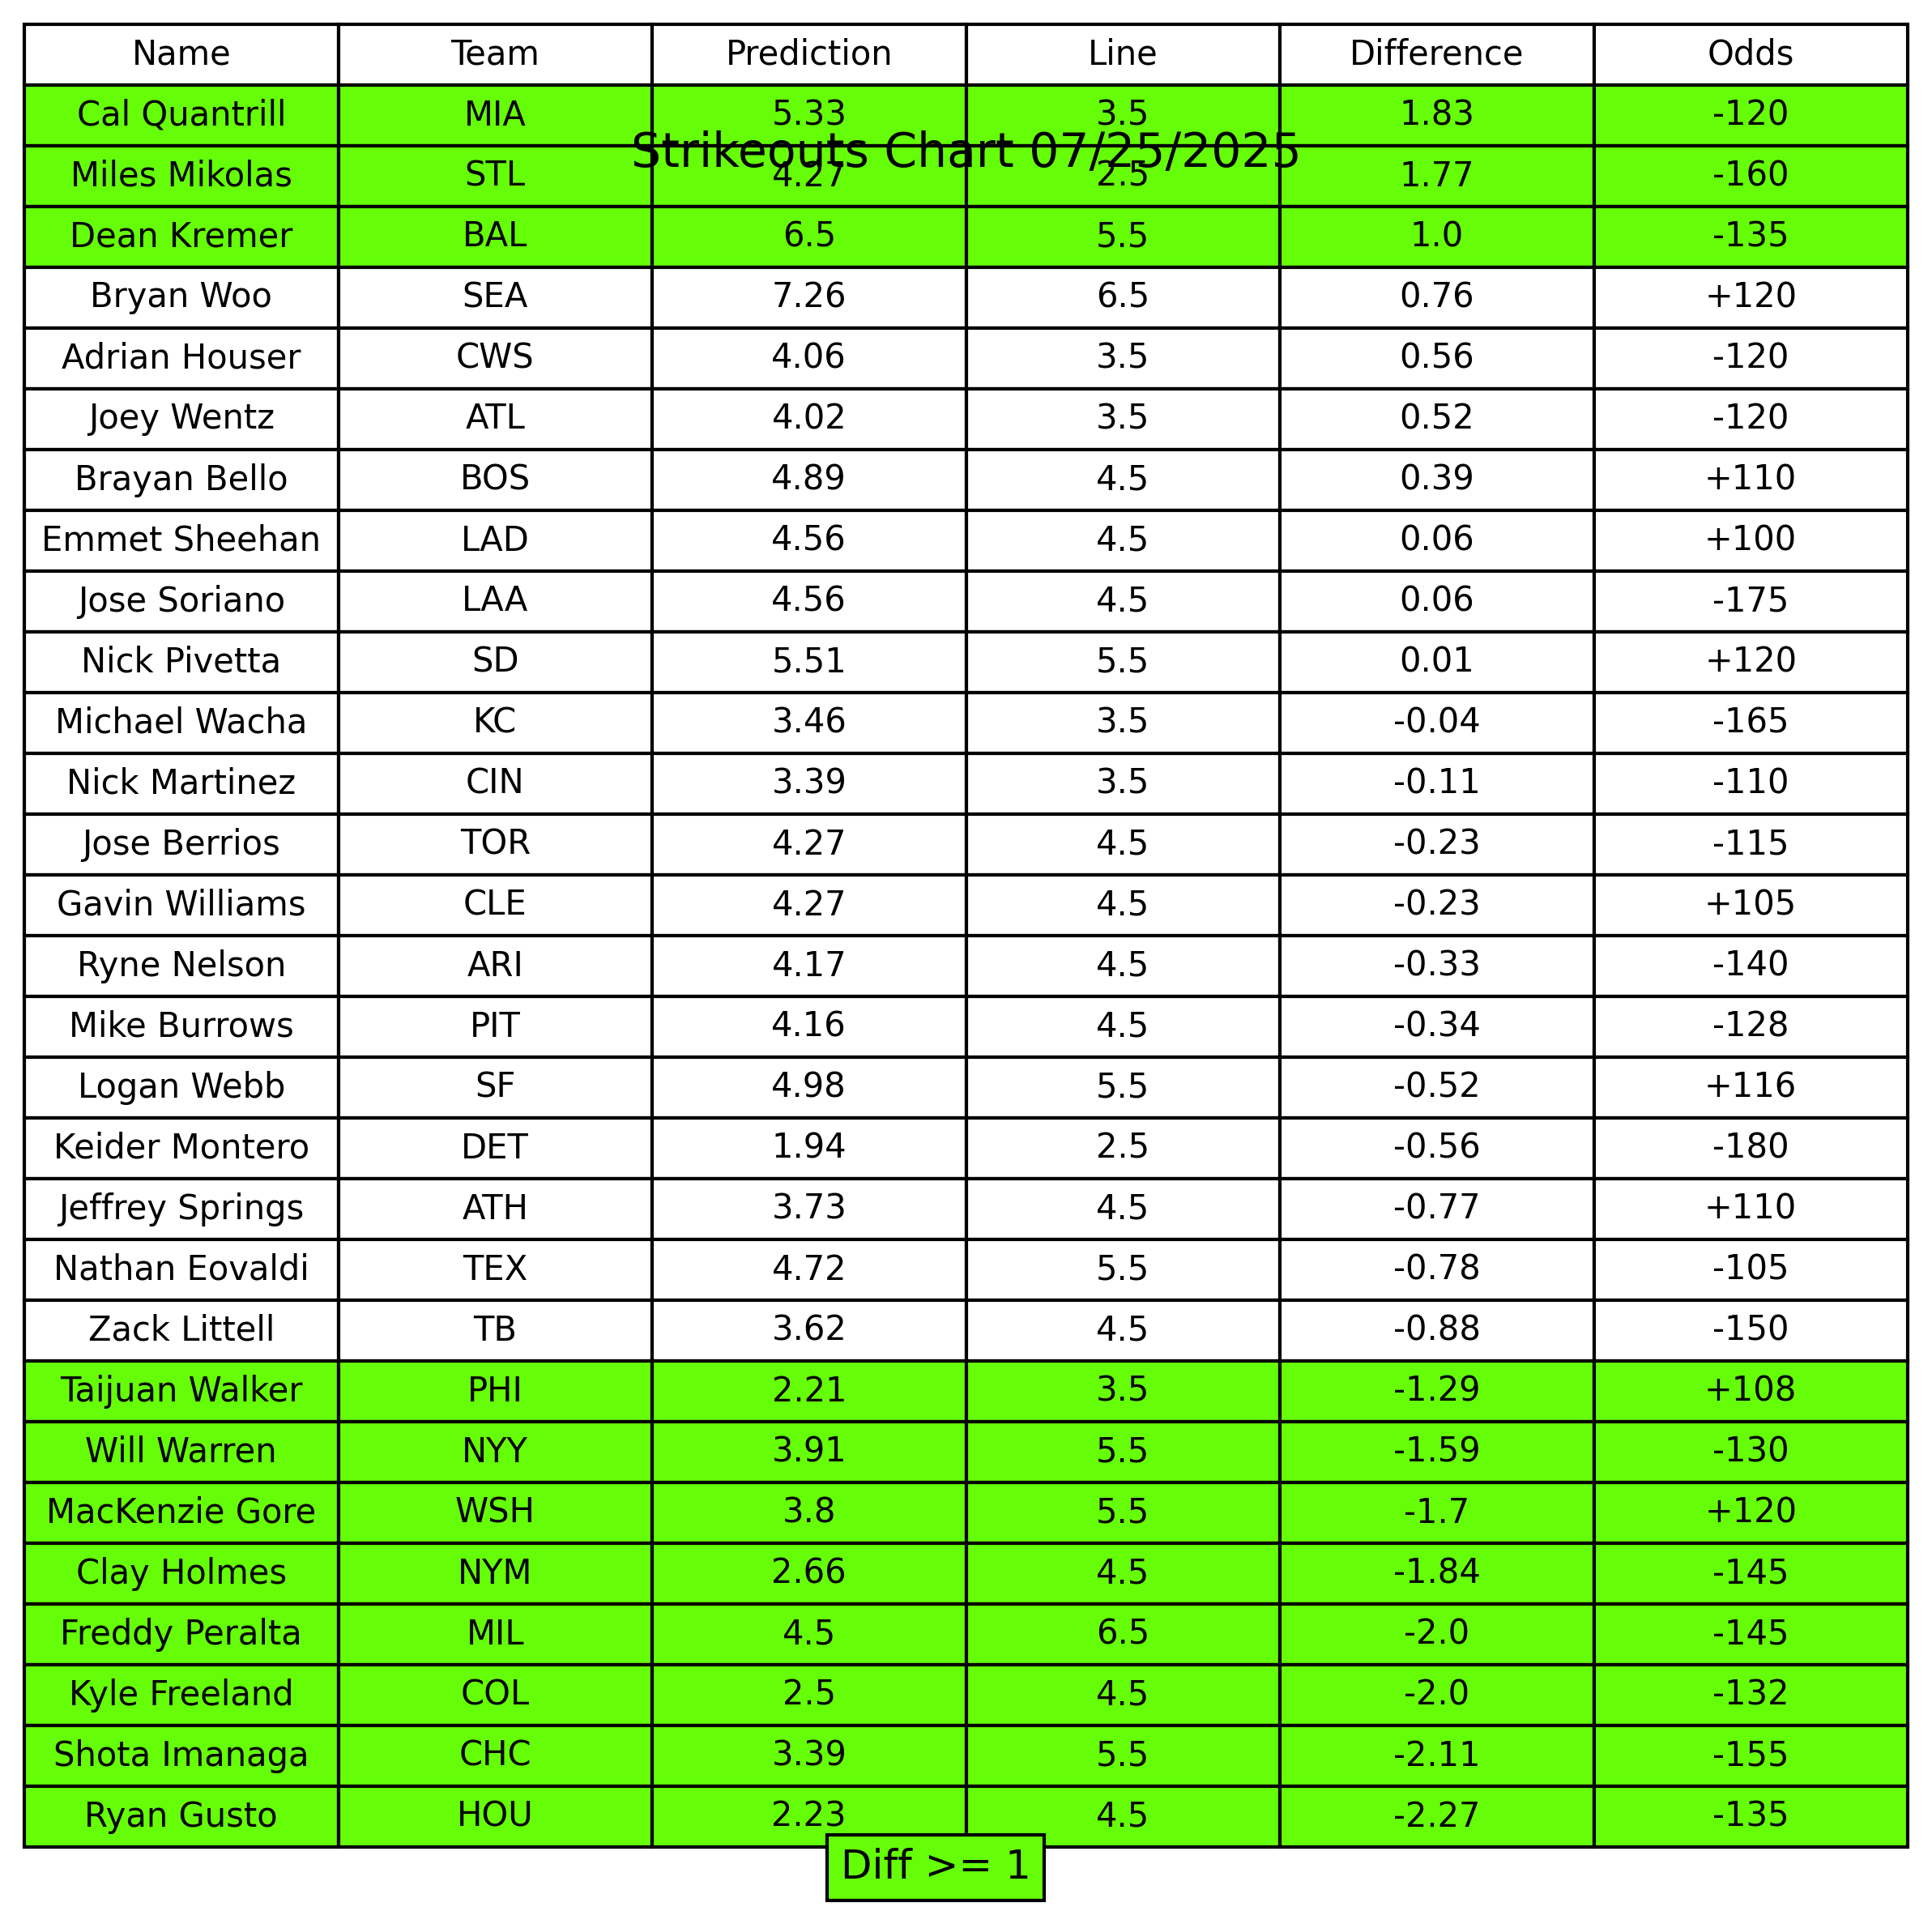 Name Team Prediction Line Difference Odds
Cal Quantrill MIA 5.33 3.5 1.83 -120
Strikeouts Chart 07/25/2025
Miles Mikolas STL 4.27 2.5 1.77 -160
Dean Kremer BAL 6.5 5.5 1.0 -135
Bryan Woo SEA 7.26 6.5 0.76 +120
Adrian Houser CWS 4.06 3.5 0.56 -120
Joey Wentz ATL 4.02 3.5 0.52 -120
Brayan Bello BOS 4.89 4.5 0.39 +110
Emmet Sheehan LAD 4.56 4.5 0.06 +100
Jose Soriano LAA 4.56 4.5 0.06 -175
Nick Pivetta SD 5.51 5.5 0.01 +120
Michael Wacha KC 3.46 3.5 -0.04 -165
Nick Martinez CIN 3.39 3.5 -0.11 -110
Jose Berrios TOR 4.27 4.5 -0.23 -115
Gavin Williams CLE 4.27 4.5 -0.23 +105
Ryne Nelson ARI 4.17 4.5 -0.33 -140
Mike Burrows PIT 4.16 4.5 -0.34 -128
Logan Webb SF 4.98 5.5 -0.52 +116
Keider Montero DET 1.94 2.5 -0.56 -180
Jeffrey Springs ATH 3.73 4.5 -0.77 +110
Nathan Eovaldi TEX 4.72 5.5 -0.78 -105
Zack Littell TB 3.62 4.5 -0.88 -150
Taijuan Walker PHI 2.21 3.5 -1.29 +108
Will Warren NYY 3.91 5.5 -1.59 -130
MacKenzie Gore WSH 3.8 5.5 -1.7 +120
Clay Holmes NYM 2.66 4.5 -1.84 -145
Freddy Peralta MIL 4.5 6.5 -2.0 -145
Kyle Freeland COL 2.5 4.5 -2.0 -132
Shota Imanaga CHC 3.39 5.5 -2.11 -155
Ryan Gusto HOU 2.23 4.5 -2.27 -135
Diff >= 1